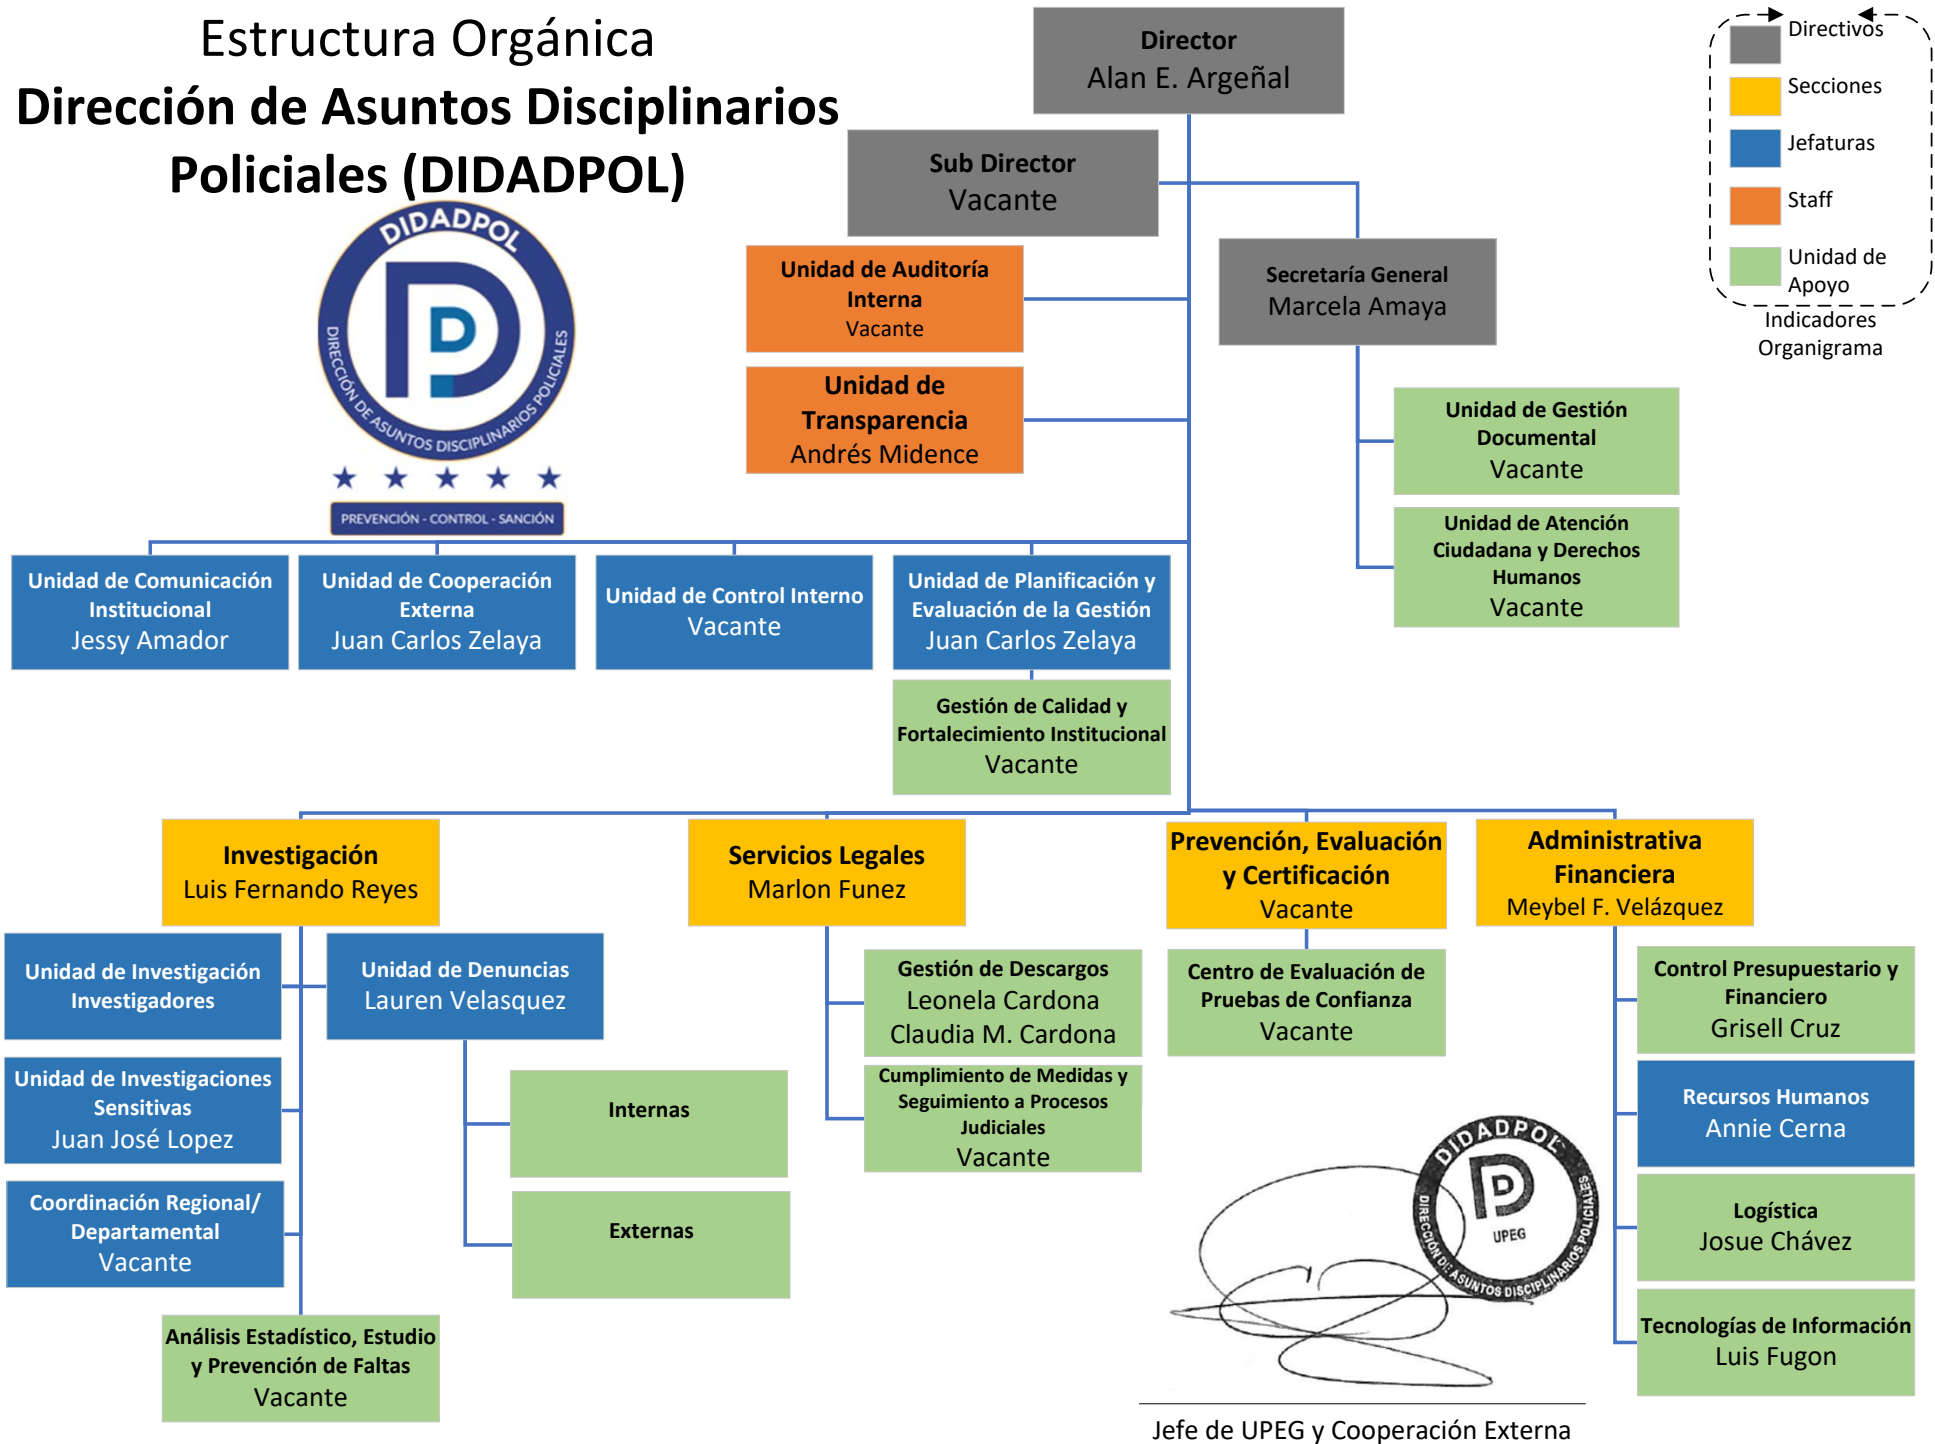 Estructura Orgánica
Dirección de Asuntos Disciplinarios
Policiales (DIDADPOL)
DIDADPOL
DIRECCIÓN DE ASUNTOS DISCIPLINARIOS POLICIALES
PREVENCIÓN - CONTROL - SANCIÓN
Director
Alan E. Argeñal
Sub Director
Vacante
Directivos
Secciones
Jefaturas
Staff
Unidad de
Apoyo
Indicadores
Organigrama
Unidad de Auditoría
Interna
Vacante
Secretaría General
Marcela Amaya
Unidad de
Transparencia
Andrés Midence
Unidad de Gestión
Documental
Vacante
Unidad de Atención
Ciudadana y Derechos
Humanos
Vacante
Unidad de Comunicación
Institucional
Jessy Amador
Unidad de Cooperación
Externa
Juan Carlos Zelaya
Unidad de Control Interno
Vacante
Unidad de Planificación y
Evaluación de la Gestión
Juan Carlos Zelaya
Gestión de Calidad y
Fortalecimiento Institucional
Vacante
Investigación
Luis Fernando Reyes
Servicios Legales
Marlon Funez
Prevención, Evaluación
y Certificación
Vacante
Administrativa
Financiera
Meybel F. Velázquez
Unidad de Investigación
Investigadores
Unidad de Denuncias
Lauren Velasquez
Unidad de Investigaciones
Sensitivas
Juan José Lopez
Internas
Coordinación Regional/
Departamental
Vacante
Externas
Análisis Estadístico, Estudio
y Prevención de Faltas
Vacante
Gestión de Descargos
Leonela Cardona
Claudia M. Cardona
Cumplimiento de Medidas y
Seguimiento a Procesos
Judiciales
Vacante
Centro de Evaluación de
Pruebas de Confianza
Vacante
Control Presupuestario y
Financiero
Grisell Cruz
Recursos Humanos
Annie Cerna
Logística
Josue Chávez
Tecnologías de Información
Luis Fugon
DIDADPOL
UPEG
DIRECCIÓN DE ASUNTOS DISCIPLINARIOS POLICIALES
Jefe de UPEG y Cooperación Externa